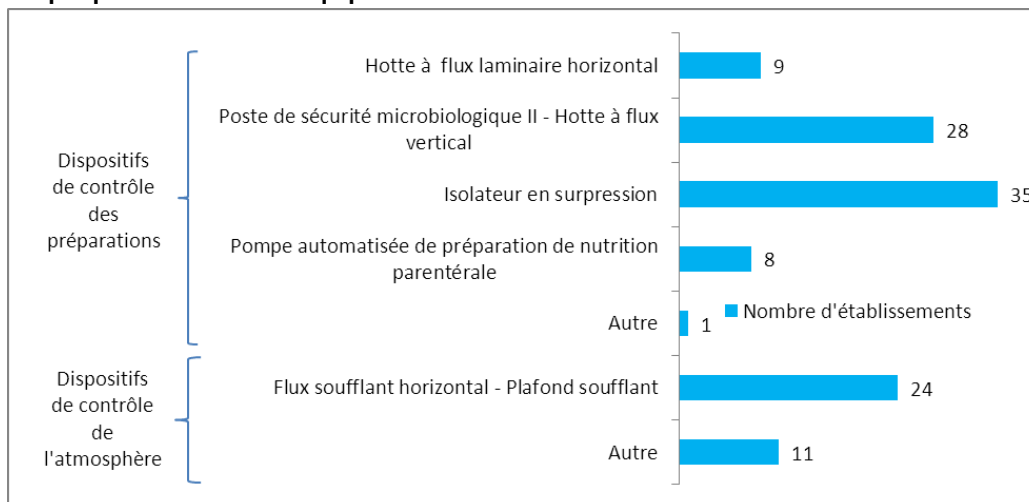 Dispositifs
de contrôle
des
préparations
Hotte à flux laminaire horizontal
9
Poste de sécurité microbiologique II - Hotte à flux
vertical
28
Isolateur en surpression
35
Pompe automatisée de préparation de nutrition
parentérale
8
Autre
1
Nombre d'établissements
Dispositifs
de contrôle
de
l'atmosphère
Flux soufflant horizontal - Plafond soufflant
24
Autre
11